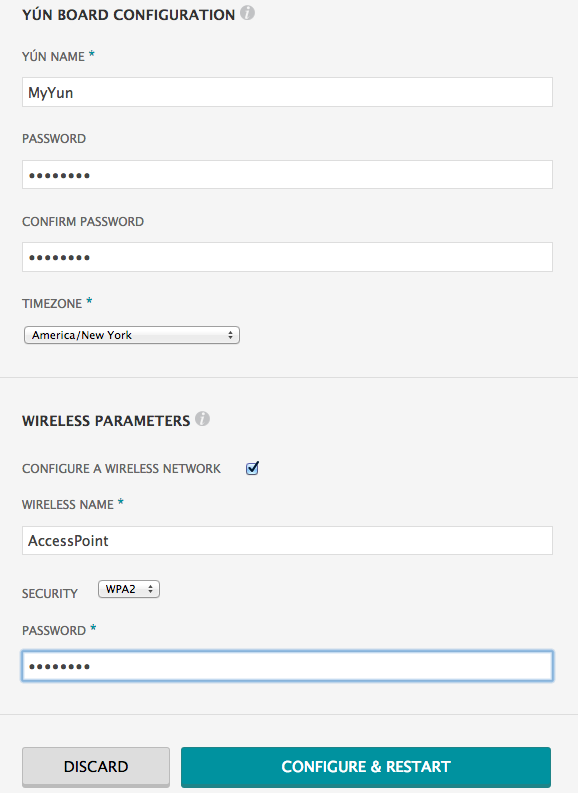 YÚN BOARD CONFIGURATION i
YÚN NAME *
MyYun
PASSWORD
••••••••
CONFIRM PASSWORD
••••••••
TIMEZONE *
America/New York
WIRELESS PARAMETERS i
CONFIGURE A WIRELESS NETWORK
WIRELESS NAME *
AccessPoint
SECURITY WPA2
PASSWORD *
••••••••
DISCARD CONFIGURE & RESTART